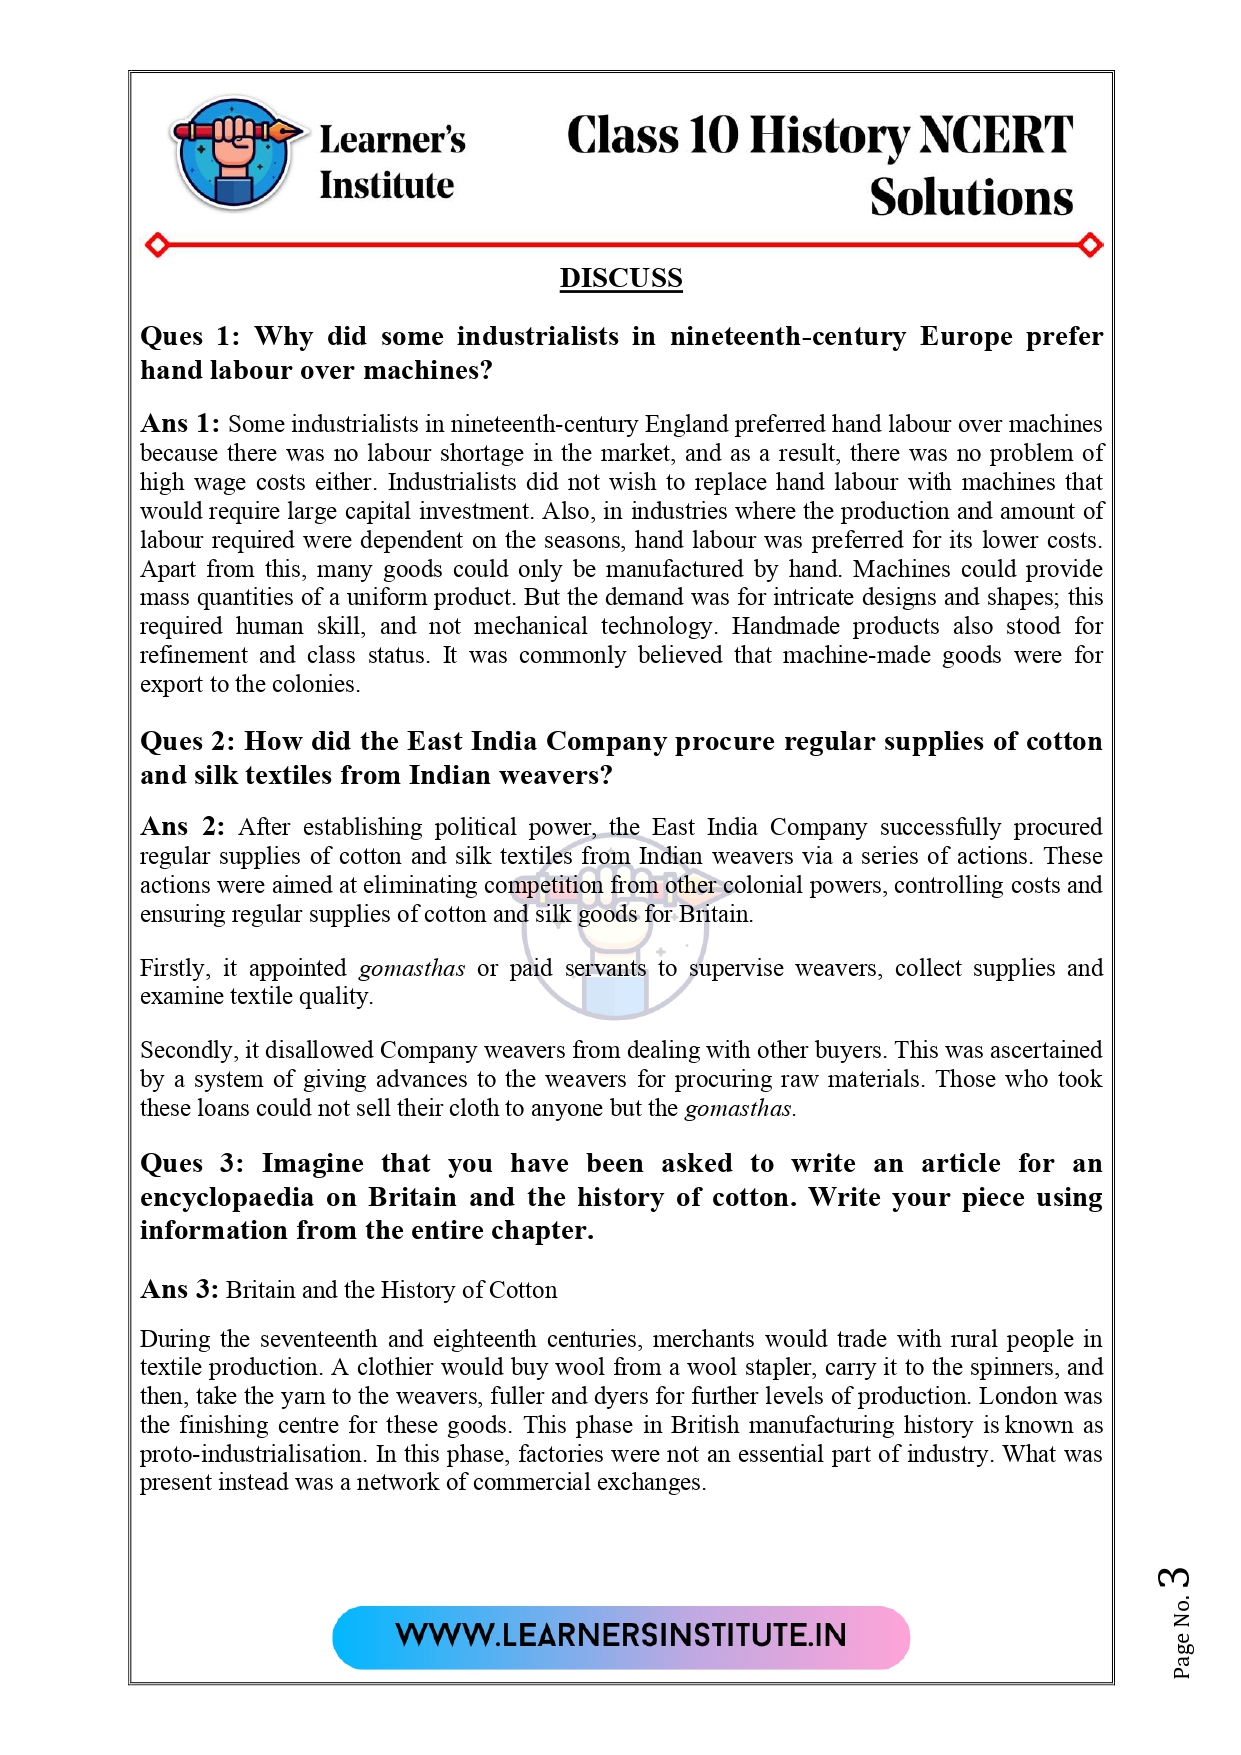 Learner's
Institute
Class 10 History NCERT
Solutions
DISCUSS
Ques 1: Why did some industrialists in nineteenth-century Europe prefer
hand labour over machines?
Ans 1: Some industrialists in nineteenth-century England preferred hand labour over machines
because there was no labour shortage in the market, and as a result, there was no problem of
high wage costs either. Industrialists did not wish to replace hand labour with machines that
would require large capital investment. Also, in industries where the production and amount of
labour required were dependent on the seasons, hand labour was preferred for its lower costs.
Apart from this, many goods could only be manufactured by hand. Machines could provide
mass quantities of a uniform product. But the demand was for intricate designs and shapes; this
required human skill, and not mechanical technology. Handmade products also stood for
refinement and class status. It was commonly believed that machine-made goods were for
export to the colonies.
Ques 2: How did the East India Company procure regular supplies of cotton
and silk textiles from Indian weavers?
Ans 2: After establishing political power, the East India Company successfully procured
regular supplies of cotton and silk textiles from Indian weavers via a series of actions. These
actions were aimed at eliminating competition from other colonial powers, controlling costs and
ensuring regular supplies of cotton and silk goods for Britain.
Firstly, it appointed gomasthas or paid servants to supervise weavers, collect supplies and
examine textile quality.
Secondly, it disallowed Company weavers from dealing with other buyers. This was ascertained
by a system of giving advances to the weavers for procuring raw materials. Those who took
these loans could not sell their cloth to anyone but the gomasthas.
Ques 3: Imagine that you have been asked to write an article for an
encyclopaedia on Britain and the history of cotton. Write your piece using
information from the entire chapter.
Ans 3: Britain and the History of Cotton
During the seventeenth and eighteenth centuries, merchants would trade with rural people in
textile production. A clothier would buy wool from a wool stapler, carry it to the spinners, and
then, take the yarn to the weavers, fuller and dyers for further levels of production. London was
the finishing centre for these goods. This phase in British manufacturing history is known as
proto-industrialisation. In this phase, factories were not an essential part of industry. What was
present instead was a network of commercial exchanges.
WWW.LEARNERSINSTITUTE.IN
Page No. 3